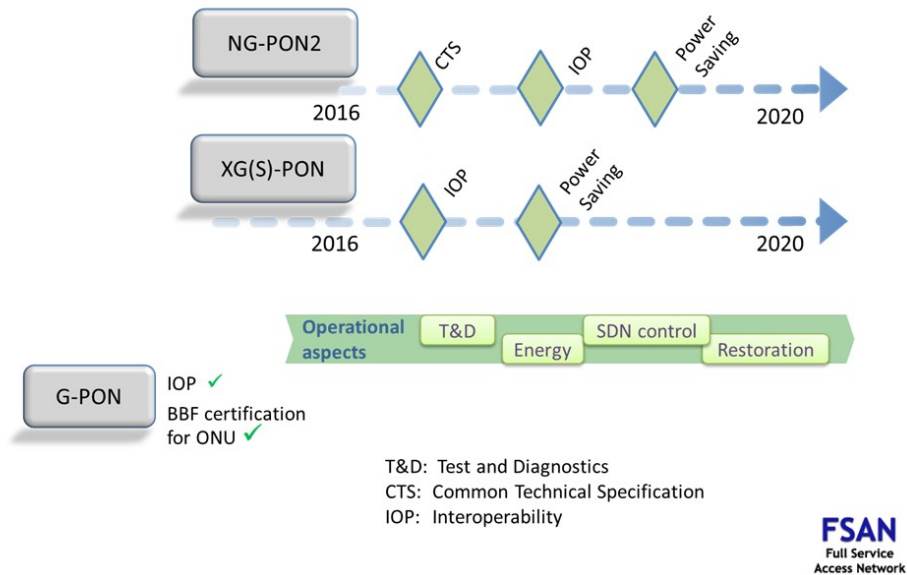 NG-PON2
CTS
IOP
Power
Saving
2016
2020
XG(S)-PON
IOP
Power
Saving
2016
2020
Operational
aspects
T&D
Energy
SDN control
Restoration
G-PON
IOP ✓
BBF certification
for ONU ✓
T&D: Test and Diagnostics
CTS: Common Technical Specification
IOP: Interoperability
FSAN
Full Service
Access Network